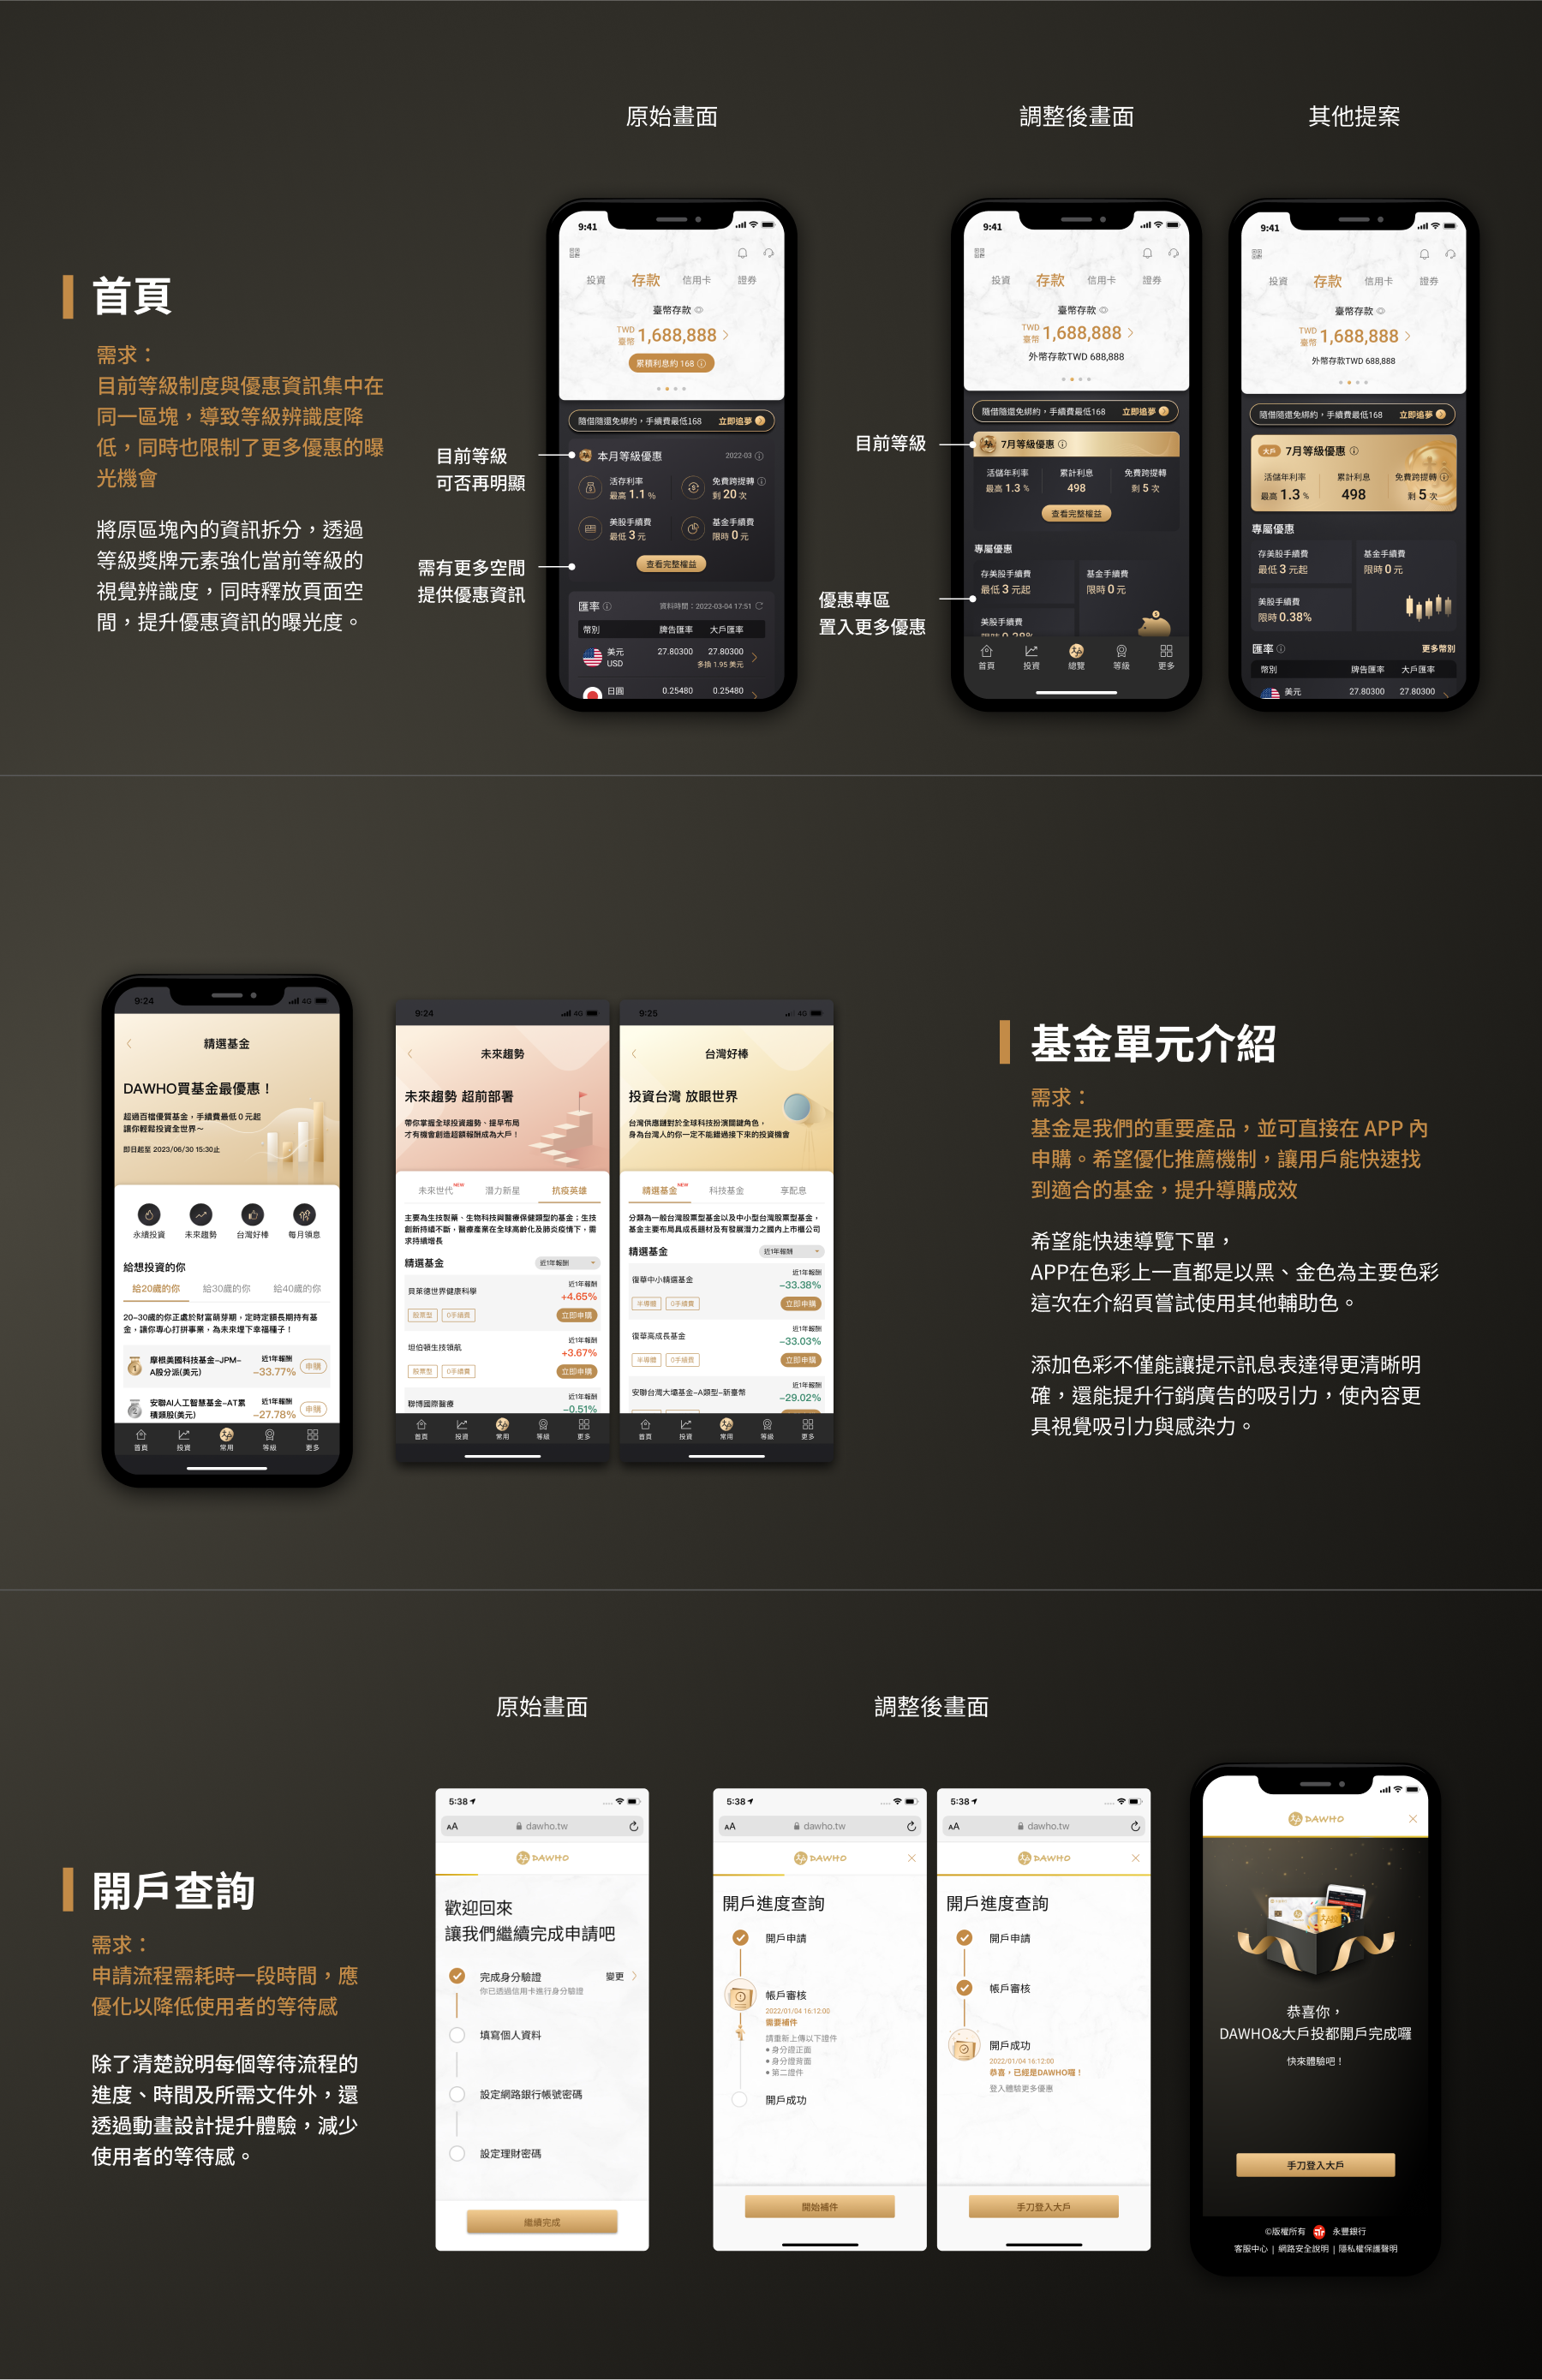 原始畫面
調整後畫面
其他提案
首頁
需求：
目前等級制度與優惠資訊集中在
同一區塊，導致等級辨識度降
低，同時也限制了更多優惠的曝
光機會
將原區塊內的資訊拆分，透過
等級獎牌元素強化當前等級的
視覺辨識度，同時釋放頁面空
間，提升優惠資訊的曝光度。
目前等級
可否再明顯
需有更多空間
提供優惠資訊
9:41
投資 存款 信用卡 證券
臺幣存款
TWD
臺幣 1,688,888
累積利息約 168
隨借隨還免綁約，手續費最低168 立即追夢
本月等級優惠 2022-03
活存利率 免費跨提轉
最高 1.1 % 剩 20 次
美股手續費 基金手續費
最低 3 元 限時 0 元
查看完整權益
匯率 資料時間：2022-03-04 17:51
幣別 牌告匯率 大戶匯率
美元 27.80300 27.80300
USD 多換 1.95 美元
日圓 0.25480 0.25480
目前等級
優惠專區
置入更多優惠
9:41
投資 存款 信用卡 證券
臺幣存款
TWD
臺幣 1,688,888
外幣存款TWD 688,888
隨借隨還免綁約，手續費最低168 立即追夢
7月等級優惠
活儲年利率 累計利息 免費跨提轉
最高 1.3 % 498 剩 5 次
查看完整權益
專屬優惠
存美股手續費 基金手續費
最低 3 元起 限時 0 元
美股手續費
限時 0.38%
首頁 投資 總覽 等級 更多
9:41
投資 存款 信用卡 證券
臺幣存款
TWD
臺幣 1,688,888
外幣存款TWD 688,888
隨借隨還免綁約，手續費最低168 立即追夢
大戶 7月等級優惠
活儲年利率 累計利息 免費跨提轉
最高 1.3 % 498 剩 5 次
專屬優惠
存美股手續費 基金手續費
最低 3 元起 限時 0 元
美股手續費
限時 0.38%
匯率 更多幣別
幣別 牌告匯率 大戶匯率
美元 27.80300 27.80300
9:24 4G
精選基金
DAWHO買基金最優惠！
超過百檔優質基金，手續費最低 0 元起
讓你輕鬆投資全世界～
即日起至 2023/06/30 15:30止
永續投資 未來趨勢 台灣好棒 每月領息
給想投資的你
給20歲的你 給30歲的你 給40歲的你
20-30歲的你正處於財富萌芽期，定時定額長期持有基
金，讓你專心打拼事業，為未來埋下幸福種子！
摩根美國科技基金-JPM- 近1年報酬
A股分派(美元) -33.77% 申購
安聯AI人工智慧基金-AT累 近1年報酬
積類股(美元) -27.78% 申購
首頁 投資 常用 等級 更多
9:24 4G
未來趨勢
未來趨勢 超前部署
帶你掌握全球投資趨勢、提早布局
才有機會創造超額報酬成為大戶！
未來世代 NEW 潛力新星 抗疫英雄
主要為生技製藥、生物科技與醫療保健類型的基金；生技
創新持續不斷，醫療產業在全球高齡化及肺炎疫情下，需
求持續增長
精選基金 近1年報酬
貝萊德世界健康科學 近1年報酬
+4.65%
股票型 0手續費 立即申購
坦伯頓生技領航 近1年報酬
+3.67%
股票型 0手續費 立即申購
聯博國際醫療 近1年報酬
-0.51%
首頁 投資 常用 等級 更多
9:25 4G
台灣好棒
投資台灣 放眼世界
台灣供應鏈對於全球科技扮演關鍵角色，
身為台灣人的你一定不能錯過接下來的投資機會
精選基金 NEW 科技基金 享配息
分類為一般台灣股票型基金以及中小型台灣股票型基金，
基金主要布局具成長題材及有發展潛力之國內上市櫃公司
精選基金 近1年報酬
復華中小精選基金 近1年報酬
-33.38%
半導體 0手續費 立即申購
復華高成長基金 近1年報酬
-33.03%
半導體 0手續費 立即申購
安聯台灣大壩基金-A類型-新臺幣 近1年報酬
-29.02%
首頁 投資 常用 等級 更多
基金單元介紹
需求：
基金是我們的重要產品，並可直接在 APP 內
申購。希望優化推薦機制，讓用戶能快速找
到適合的基金，提升導購成效
希望能快速導覽下單，
APP在色彩上一直都是以黑、金色為主要色彩
這次在介紹頁嘗試使用其他輔助色。
添加色彩不僅能讓提示訊息表達得更清晰明
確，還能提升行銷廣告的吸引力，使內容更
具視覺吸引力與感染力。
原始畫面
調整後畫面
開戶查詢
需求：
申請流程需耗時一段時間，應
優化以降低使用者的等待感
除了清楚說明每個等待流程的
進度、時間及所需文件外，還
透過動畫設計提升體驗，減少
使用者的等待感。
5:38
AA dawho.tw
DAWHO
歡迎回來
讓我們繼續完成申請吧
完成身分驗證 變更
你已透過信用卡進行身分驗證
填寫個人資料
設定網路銀行帳號密碼
設定理財密碼
繼續完成
5:38
AA dawho.tw
DAWHO
開戶進度查詢
開戶申請
帳戶審核
2022/01/04 16:12:00
需要補件
請重新上傳以下證件
• 身分證正面
• 身分證背面
• 第二證件
開戶成功
開始補件
5:38
AA dawho.tw
DAWHO
開戶進度查詢
開戶申請
帳戶審核
開戶成功
2022/01/04 16:12:00
恭喜，已經是DAWHO囉！
登入體驗更多優惠
手刀登入大戶
DAWHO
恭喜你，
DAWHO&大戶投都開戶完成囉
快來體驗吧！
手刀登入大戶
©版權所有 永豐銀行
客服中心 | 網路安全說明 | 隱私權保護聲明